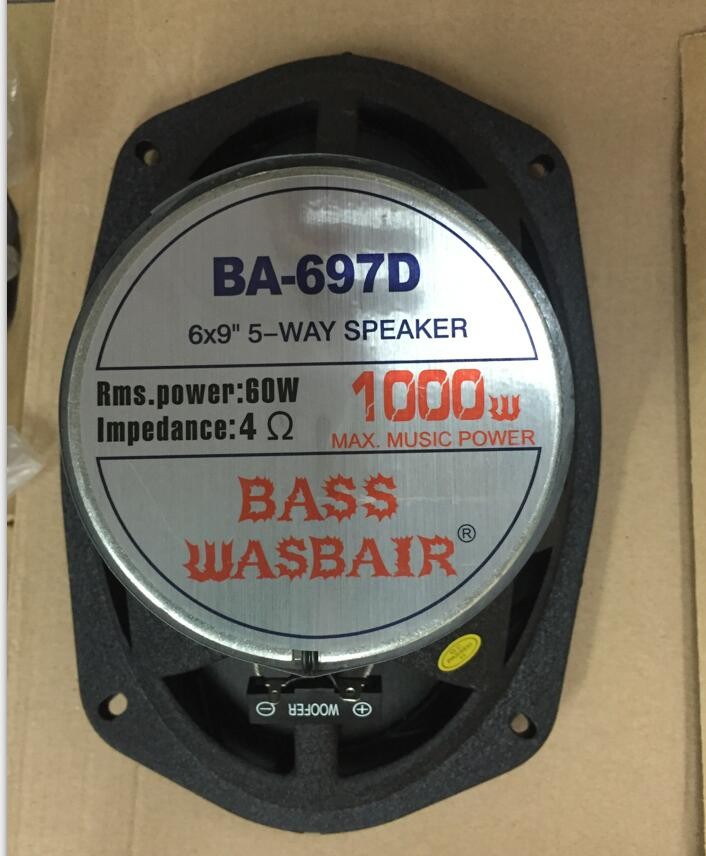 BA-697D
6x9" 5-WAY SPEAKER
Rms.power:60W
Impedance:4 Ω
1000W
MAX. MUSIC POWER
BASS
WASBAIR®
⊖ WOOFER ⊕